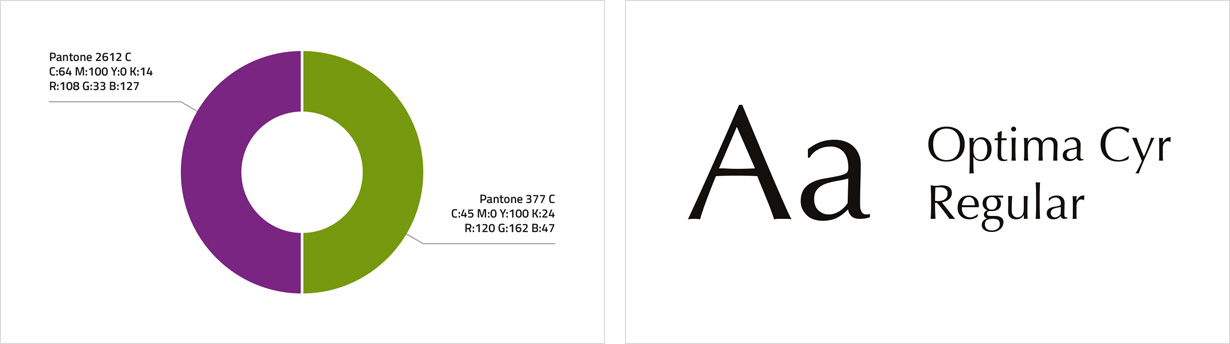 Pantone 2612 C
C:64 M:100 Y:0 K:14
R:108 G:33 B:127
Pantone 377 C
C:45 M:0 Y:100 K:24
R:120 G:162 B:47
Aa
Optima Cyr
Regular